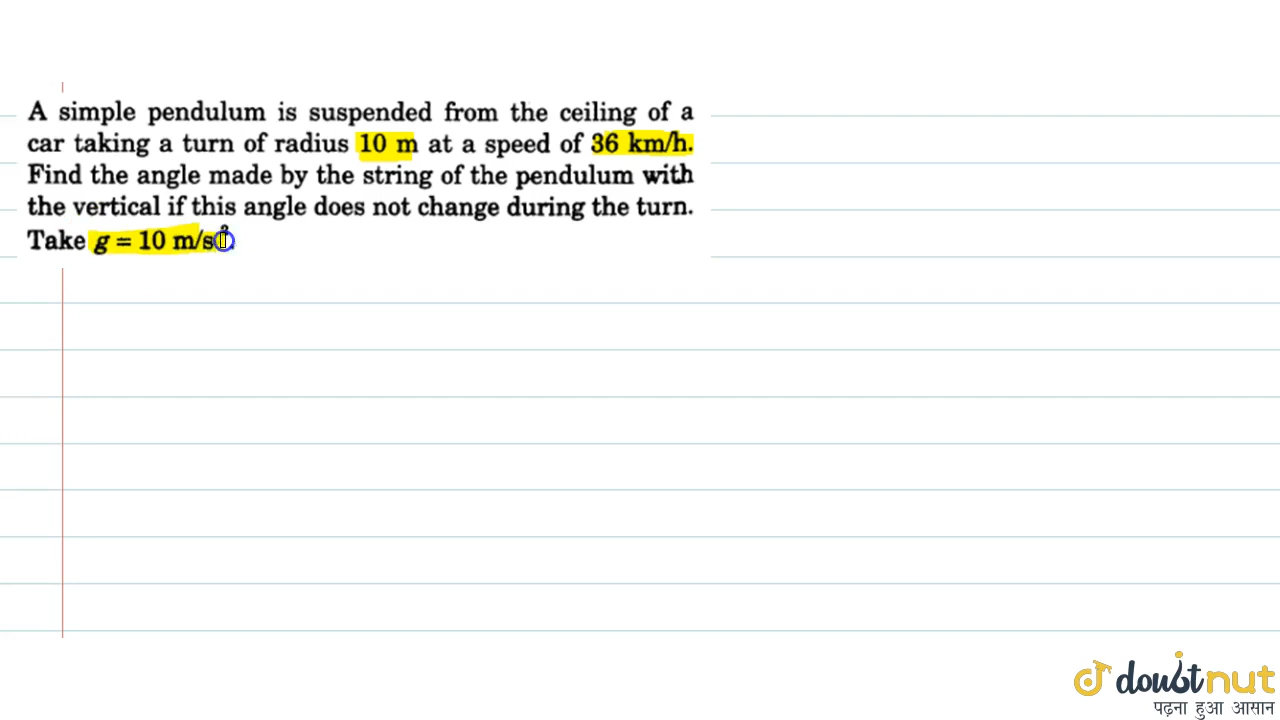 A simple pendulum is suspended from the ceiling of a
car taking a turn of radius 10 m at a speed of 36 km/h.
Find the angle made by the string of the pendulum with
the vertical if this angle does not change during the turn.
Take g = 10 m/s².
doubtnut
पढ़ना हुआ आसान